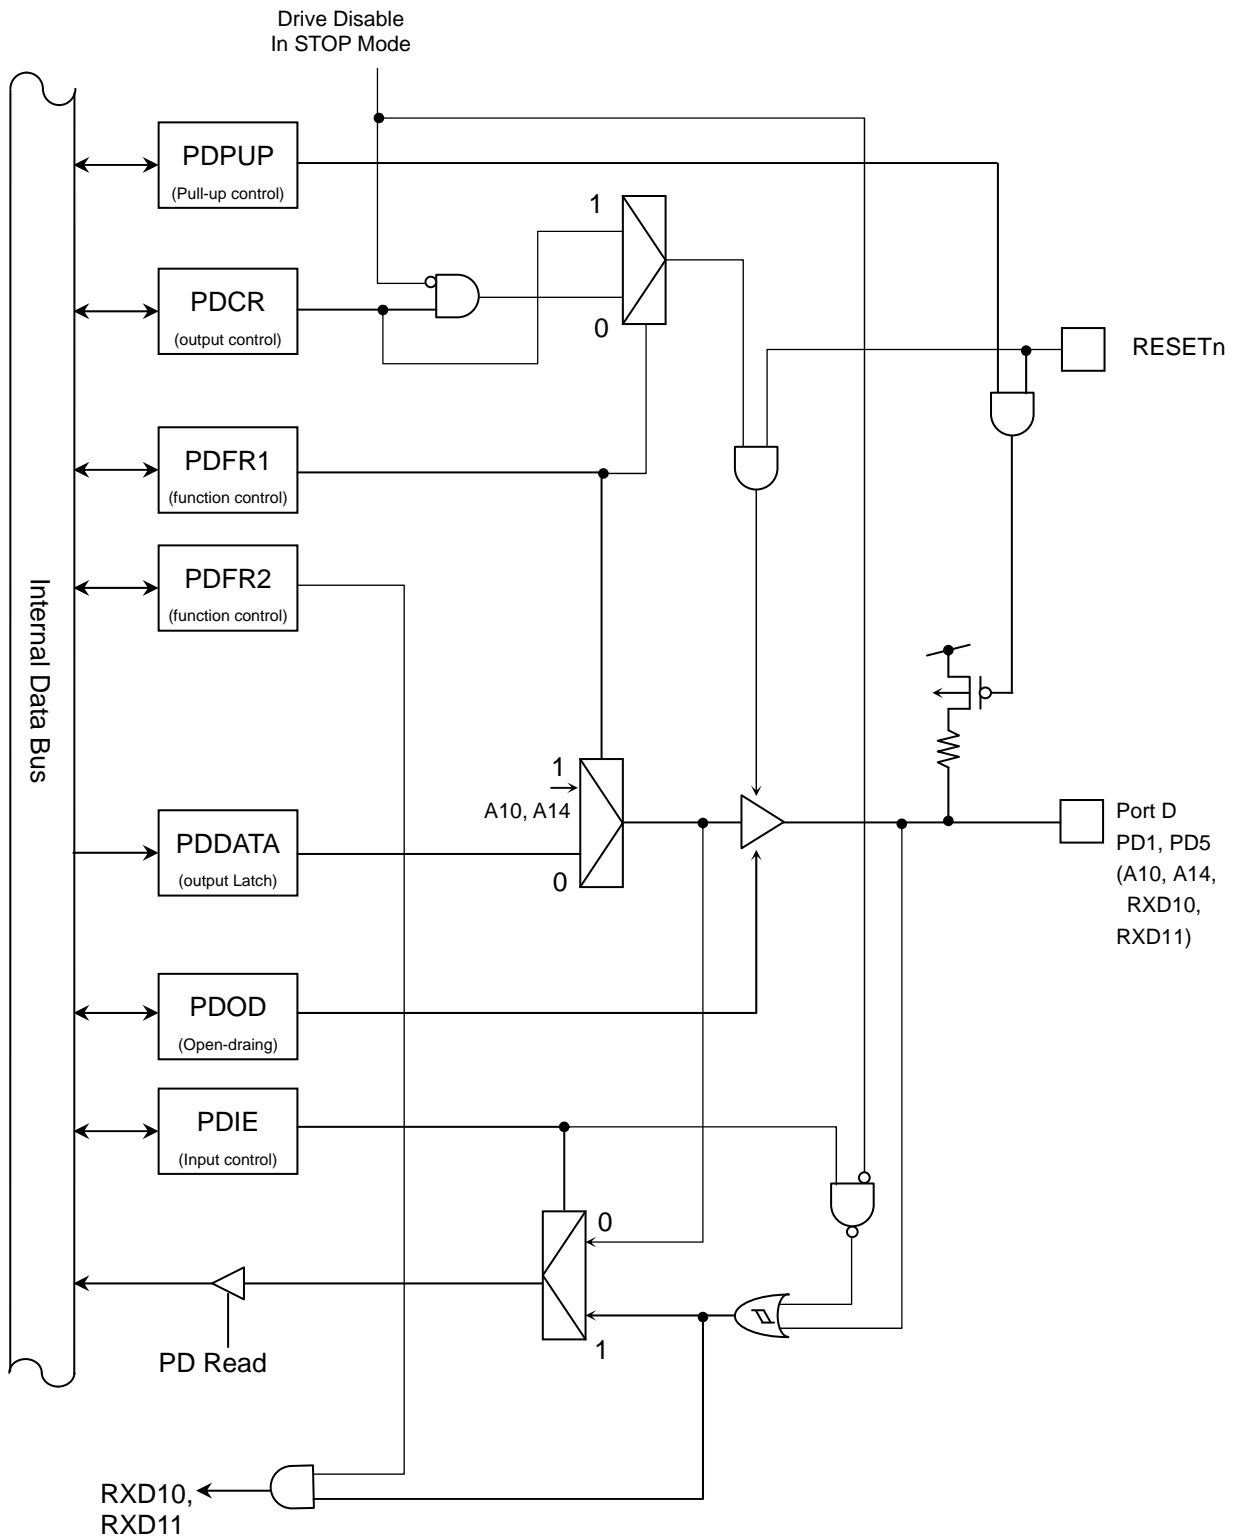 Drive Disable
In STOP Mode
PDPUP
(Pull-up control)
1
PDCR
(output control)
0
RESETn
PDFR1
(function control)
PDFR2
(function control)
Internal Data Bus
1
A10, A14
PDDATA
(output Latch)
0
Port D
PD1, PD5
(A10, A14,
RXD10,
RXD11)
PDOD
(Open-draing)
PDIE
(Input control)
0
1
PD Read
RXD10,
RXD11